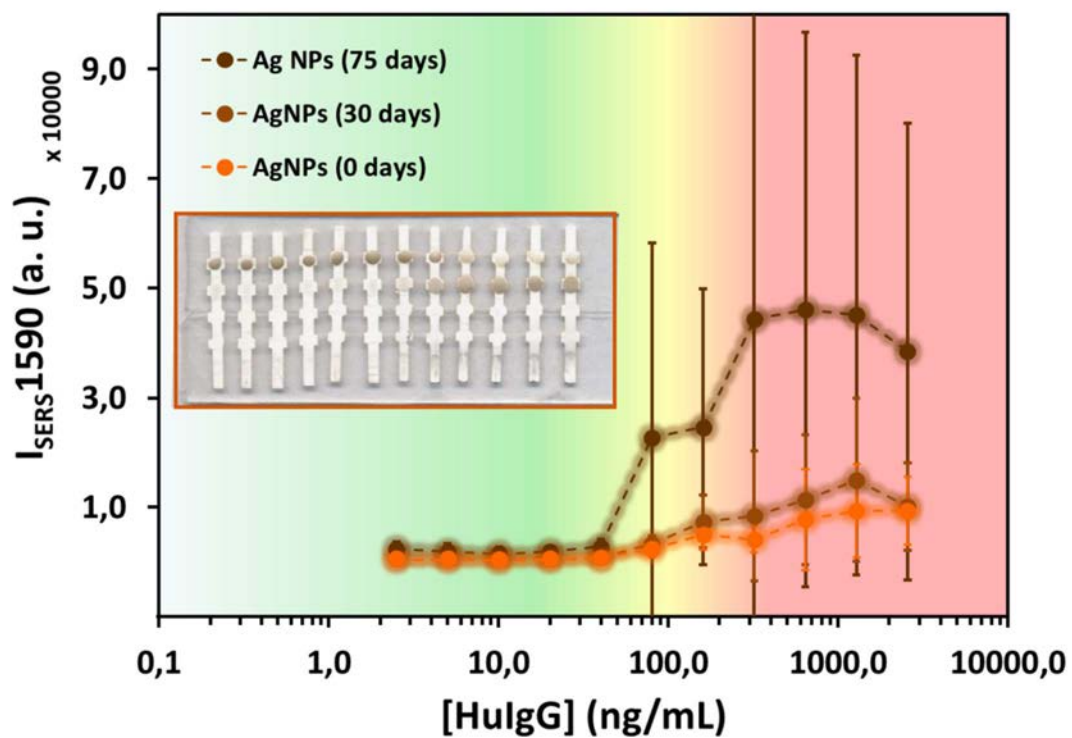 x 10000
I_SERS1590 (a. u.)
9,0
7,0
5,0
3,0
1,0
Ag NPs (75 days)
AgNPs (30 days)
AgNPs (0 days)
0,1 1,0 10,0 100,0 1000,0 10000,0
[HuIgG] (ng/mL)